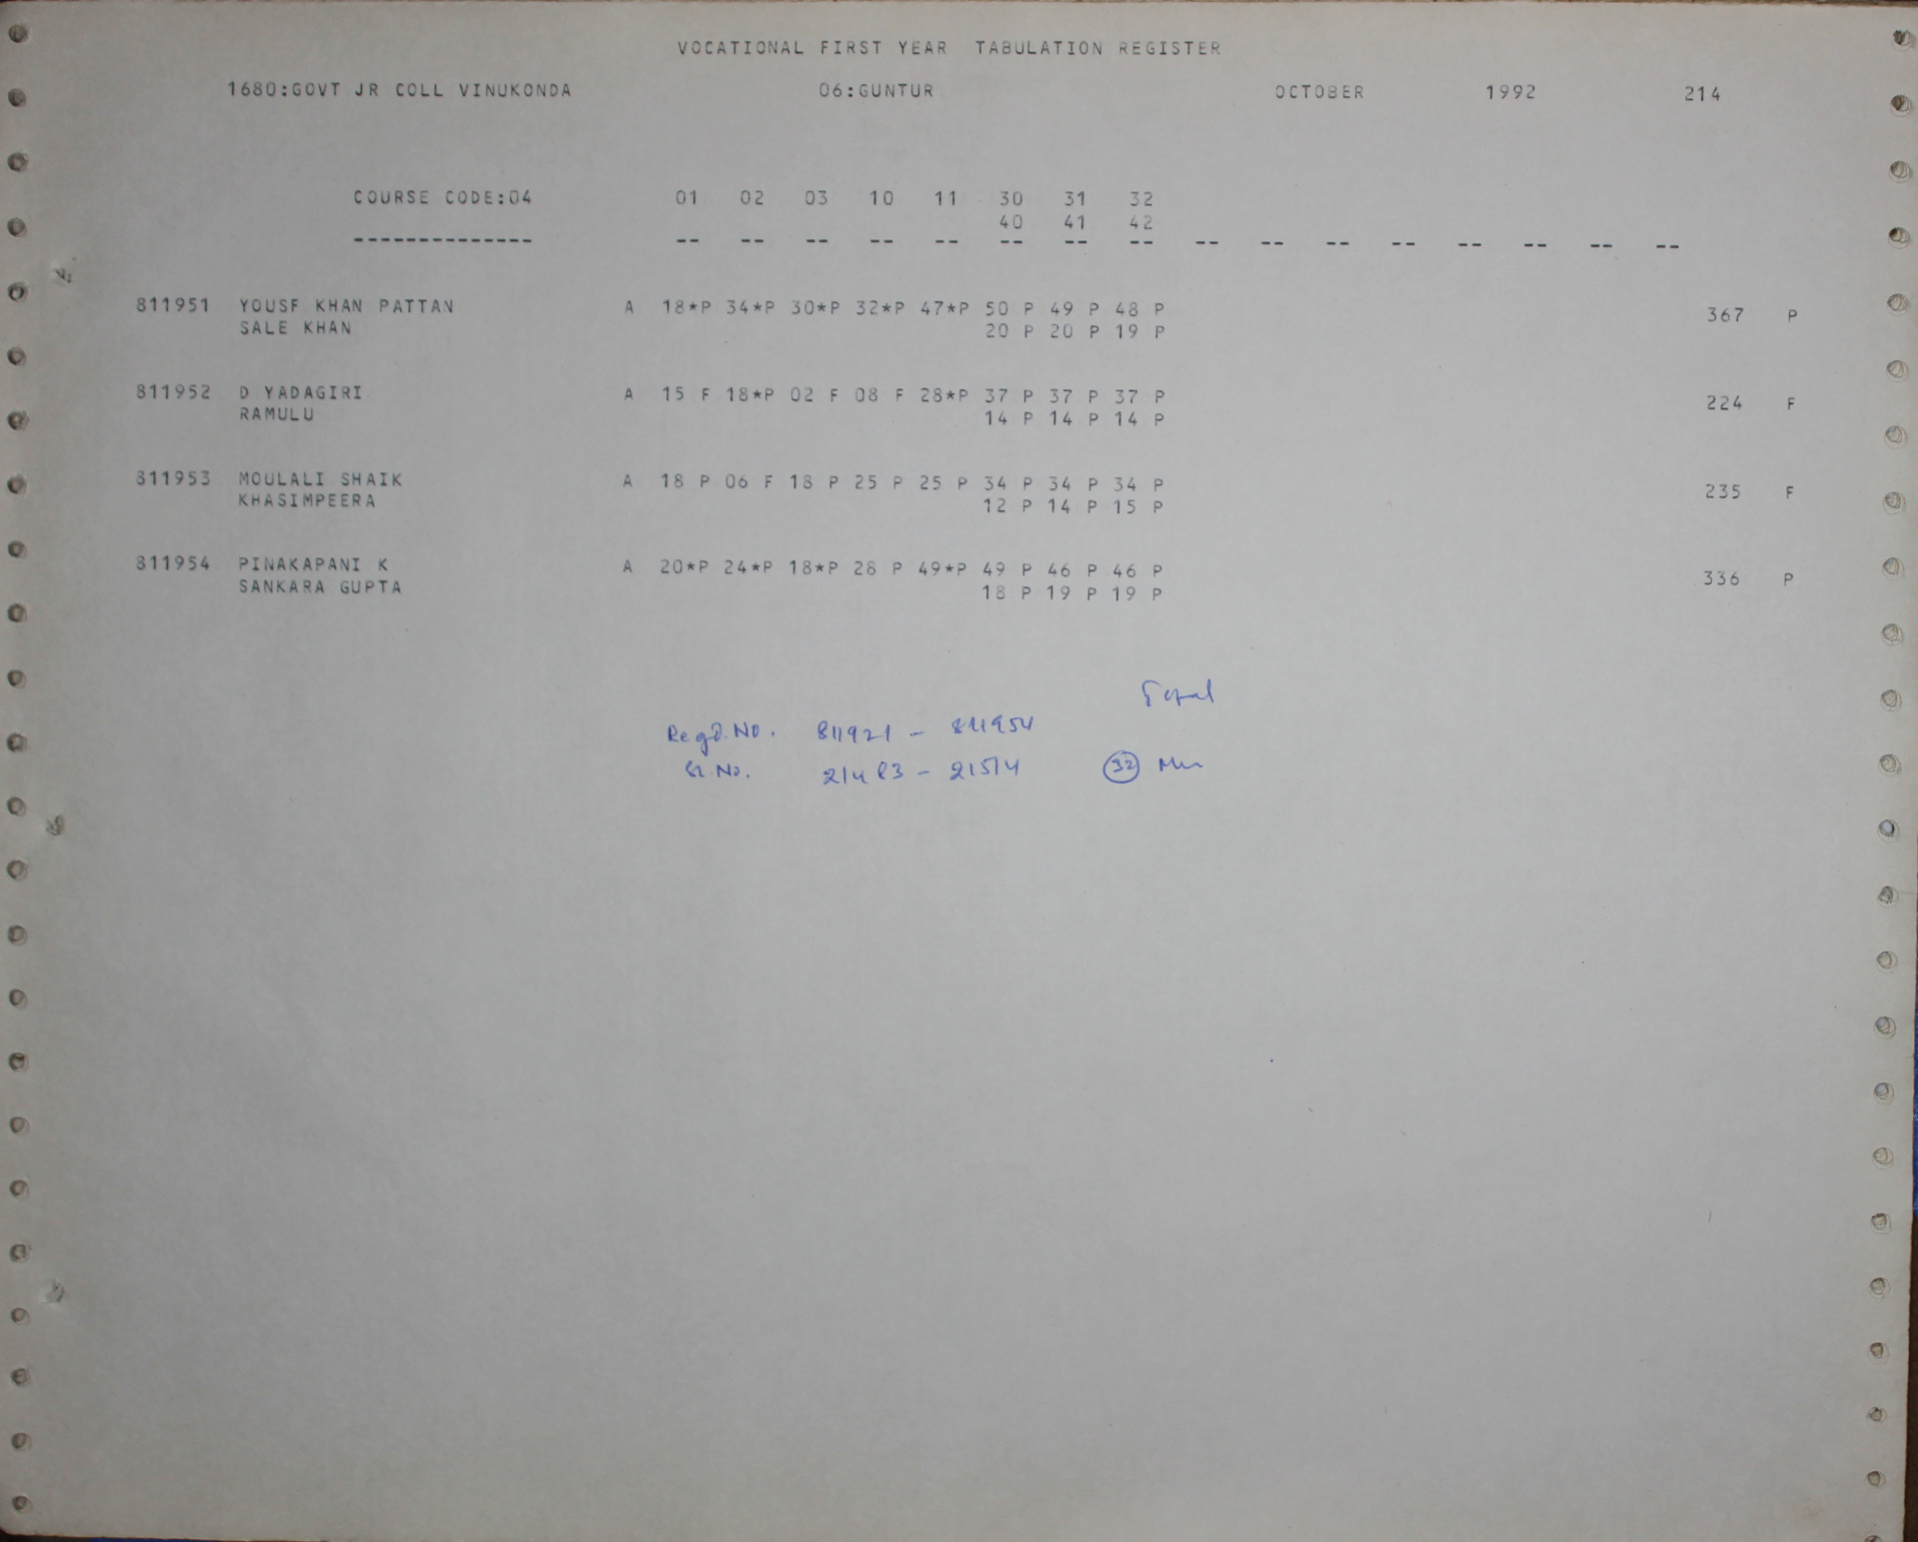 VOCATIONAL FIRST YEAR TABULATION REGISTER
1680:GOVT JR COLL VINUKONDA 06:GUNTUR OCTOBER 1992 214
COURSE CODE:04 01 02 03 10 11 30 31 32
40 41 42
-------------- -- -- -- -- -- -- -- -- -- -- -- -- -- -- -- --
811951 YOUSF KHAN PATTAN A 18*P 34*P 30*P 32*P 47*P 50 P 49 P 48 P 367 P
SALE KHAN 20 P 20 P 19 P
811952 D YADAGIRI A 15 F 18*P 02 F 08 F 28*P 37 P 37 P 37 P 224 F
RAMULU 14 P 14 P 14 P
811953 MOULALI SHAIK A 18 P 06 F 18 P 25 P 25 P 34 P 34 P 34 P 235 F
KHASIMPEERA 12 P 14 P 15 P
811954 PINAKAPANI K A 20*P 24*P 18*P 28 P 49*P 49 P 46 P 46 P 336 P
SANKARA GUPTA 18 P 19 P 19 P
Total
Regd. No. 811921 - 811954
Sl. No. 21483 - 21514 32